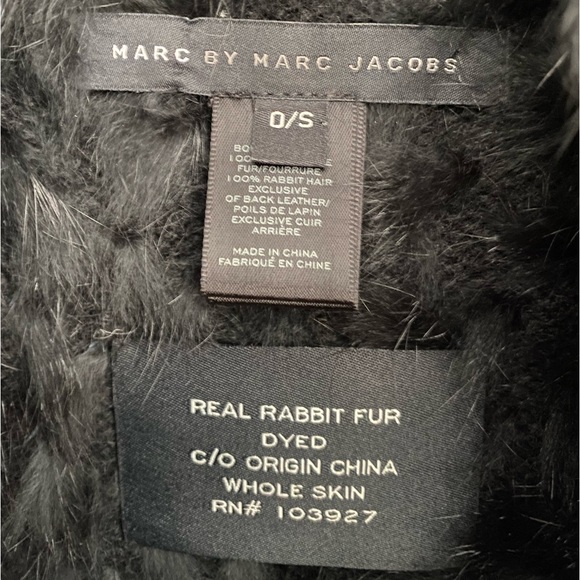 MARC BY MARC JACOBS
O/S
100%
FUR/FOURRURE
100% RABBIT HAIR
EXCLUSIVE
OF BACK LEATHER/
POILS DE LAPIN
EXCLUSIVE CUIR
ARRIÈRE
MADE IN CHINA
FABRIQUÉ EN CHINE
REAL RABBIT FUR
DYED
C/O ORIGIN CHINA
WHOLE SKIN
RN# 103927